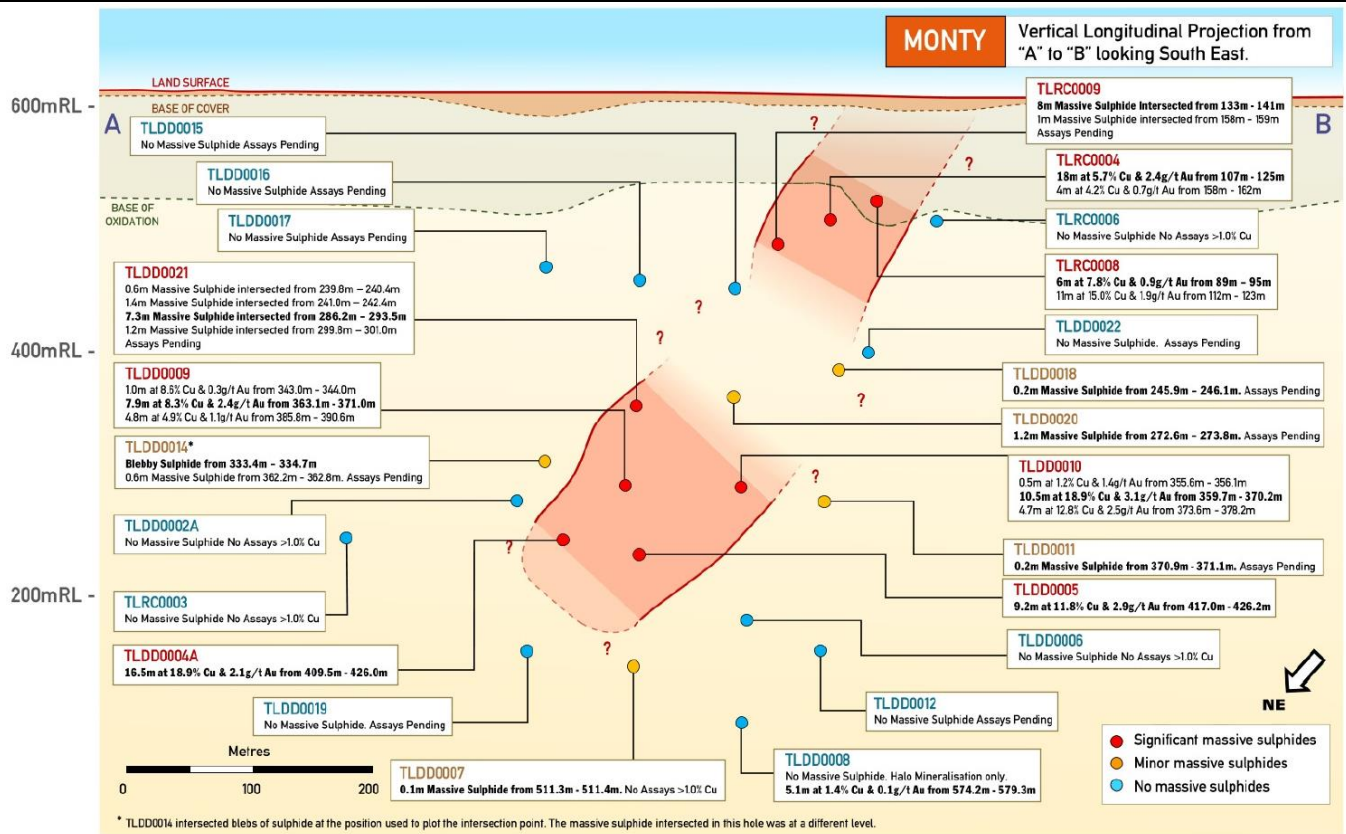 MONTY
Vertical Longitudinal Projection from
"A" to "B" looking South East.
LAND SURFACE
600mRL -
BASE OF COVER
A
B
TLDD0015
No Massive Sulphide Assays Pending
TLDD0016
No Massive Sulphide Assays Pending
BASE OF
OXIDATION
TLDD0017
No Massive Sulphide Assays Pending
TLDD0021
0.6m Massive Sulphide intersected from 239.8m – 240.4m
1.4m Massive Sulphide intersected from 241.0m – 242.4m
7.3m Massive Sulphide intersected from 286.2m – 293.5m
1.2m Massive Sulphide intersected from 299.8m – 301.0m
Assays Pending
400mRL -
TLDD0009
1.0m at 8.6% Cu & 0.3g/t Au from 343.0m - 344.0m
7.9m at 8.3% Cu & 2.4g/t Au from 363.1m - 371.0m
4.8m at 4.9% Cu & 1.1g/t Au from 385.8m - 390.6m
TLDD0014*
Blebby Sulphide from 333.4m – 334.7m
0.6m Massive Sulphide from 362.2m - 362.8m. Assays Pending
TLDD0002A
No Massive Sulphide No Assays >1.0% Cu
200mRL -
TLRC0003
No Massive Sulphide No Assays >1.0% Cu
TLDD0004A
16.5m at 18.9% Cu & 2.1g/t Au from 409.5m - 426.0m
TLDD0019
No Massive Sulphide. Assays Pending
TLRC0009
8m Massive Sulphide Intersected from 133m - 141m
1m Massive Sulphide intersected from 158m – 159m
Assays Pending
TLRC0004
18m at 5.7% Cu & 2.4g/t Au from 107m - 125m
4m at 4.2% Cu & 0.7g/t Au from 158m - 162m
TLRC0006
No Massive Sulphide No Assays >1.0% Cu
TLRC0008
6m at 7.8% Cu & 0.9g/t Au from 89m – 95m
11m at 15.0% Cu & 1.9g/t Au from 112m - 123m
TLDD0022
No Massive Sulphide. Assays Pending
TLDD0018
0.2m Massive Sulphide from 245.9m – 246.1m. Assays Pending
TLDD0020
1.2m Massive Sulphide from 272.6m – 273.8m. Assays Pending
TLDD0010
0.5m at 1.2% Cu & 1.4g/t Au from 355.6m - 356.1m
10.5m at 18.9% Cu & 3.1g/t Au from 359.7m - 370.2m
4.7m at 12.8% Cu & 2.5g/t Au from 373.6m - 378.2m
TLDD0011
0.2m Massive Sulphide from 370.9m - 371.1m. Assays Pending
TLDD0005
9.2m at 11.8% Cu & 2.9g/t Au from 417.0m - 426.2m
TLDD0006
No Massive Sulphide No Assays >1.0% Cu
TLDD0012
No Massive Sulphide Assays Pending
TLDD0008
No Massive Sulphide. Halo Mineralisation only.
5.1m at 1.4% Cu & 0.1g/t Au from 574.2m - 579.3m
TLDD0007
0.1m Massive Sulphide from 511.3m - 511.4m. No Assays >1.0% Cu
?
?
?
?
?
?
?
?
NE
Significant massive sulphides
Minor massive sulphides
No massive sulphides
Metres
0 100 200
* TLDD0014 intersected blebs of sulphide at the position used to plot the intersection point. The massive sulphide intersected in this hole was at a different level.